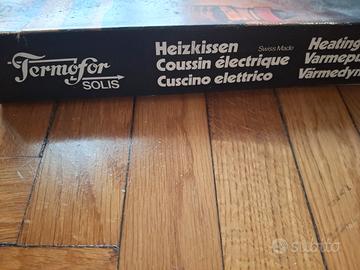 Termofor
SOLIS
Heizkissen
Swiss Made
Coussin électrique
Cuscino elettrico
Heating
Varmepu
Värmedyn
subito